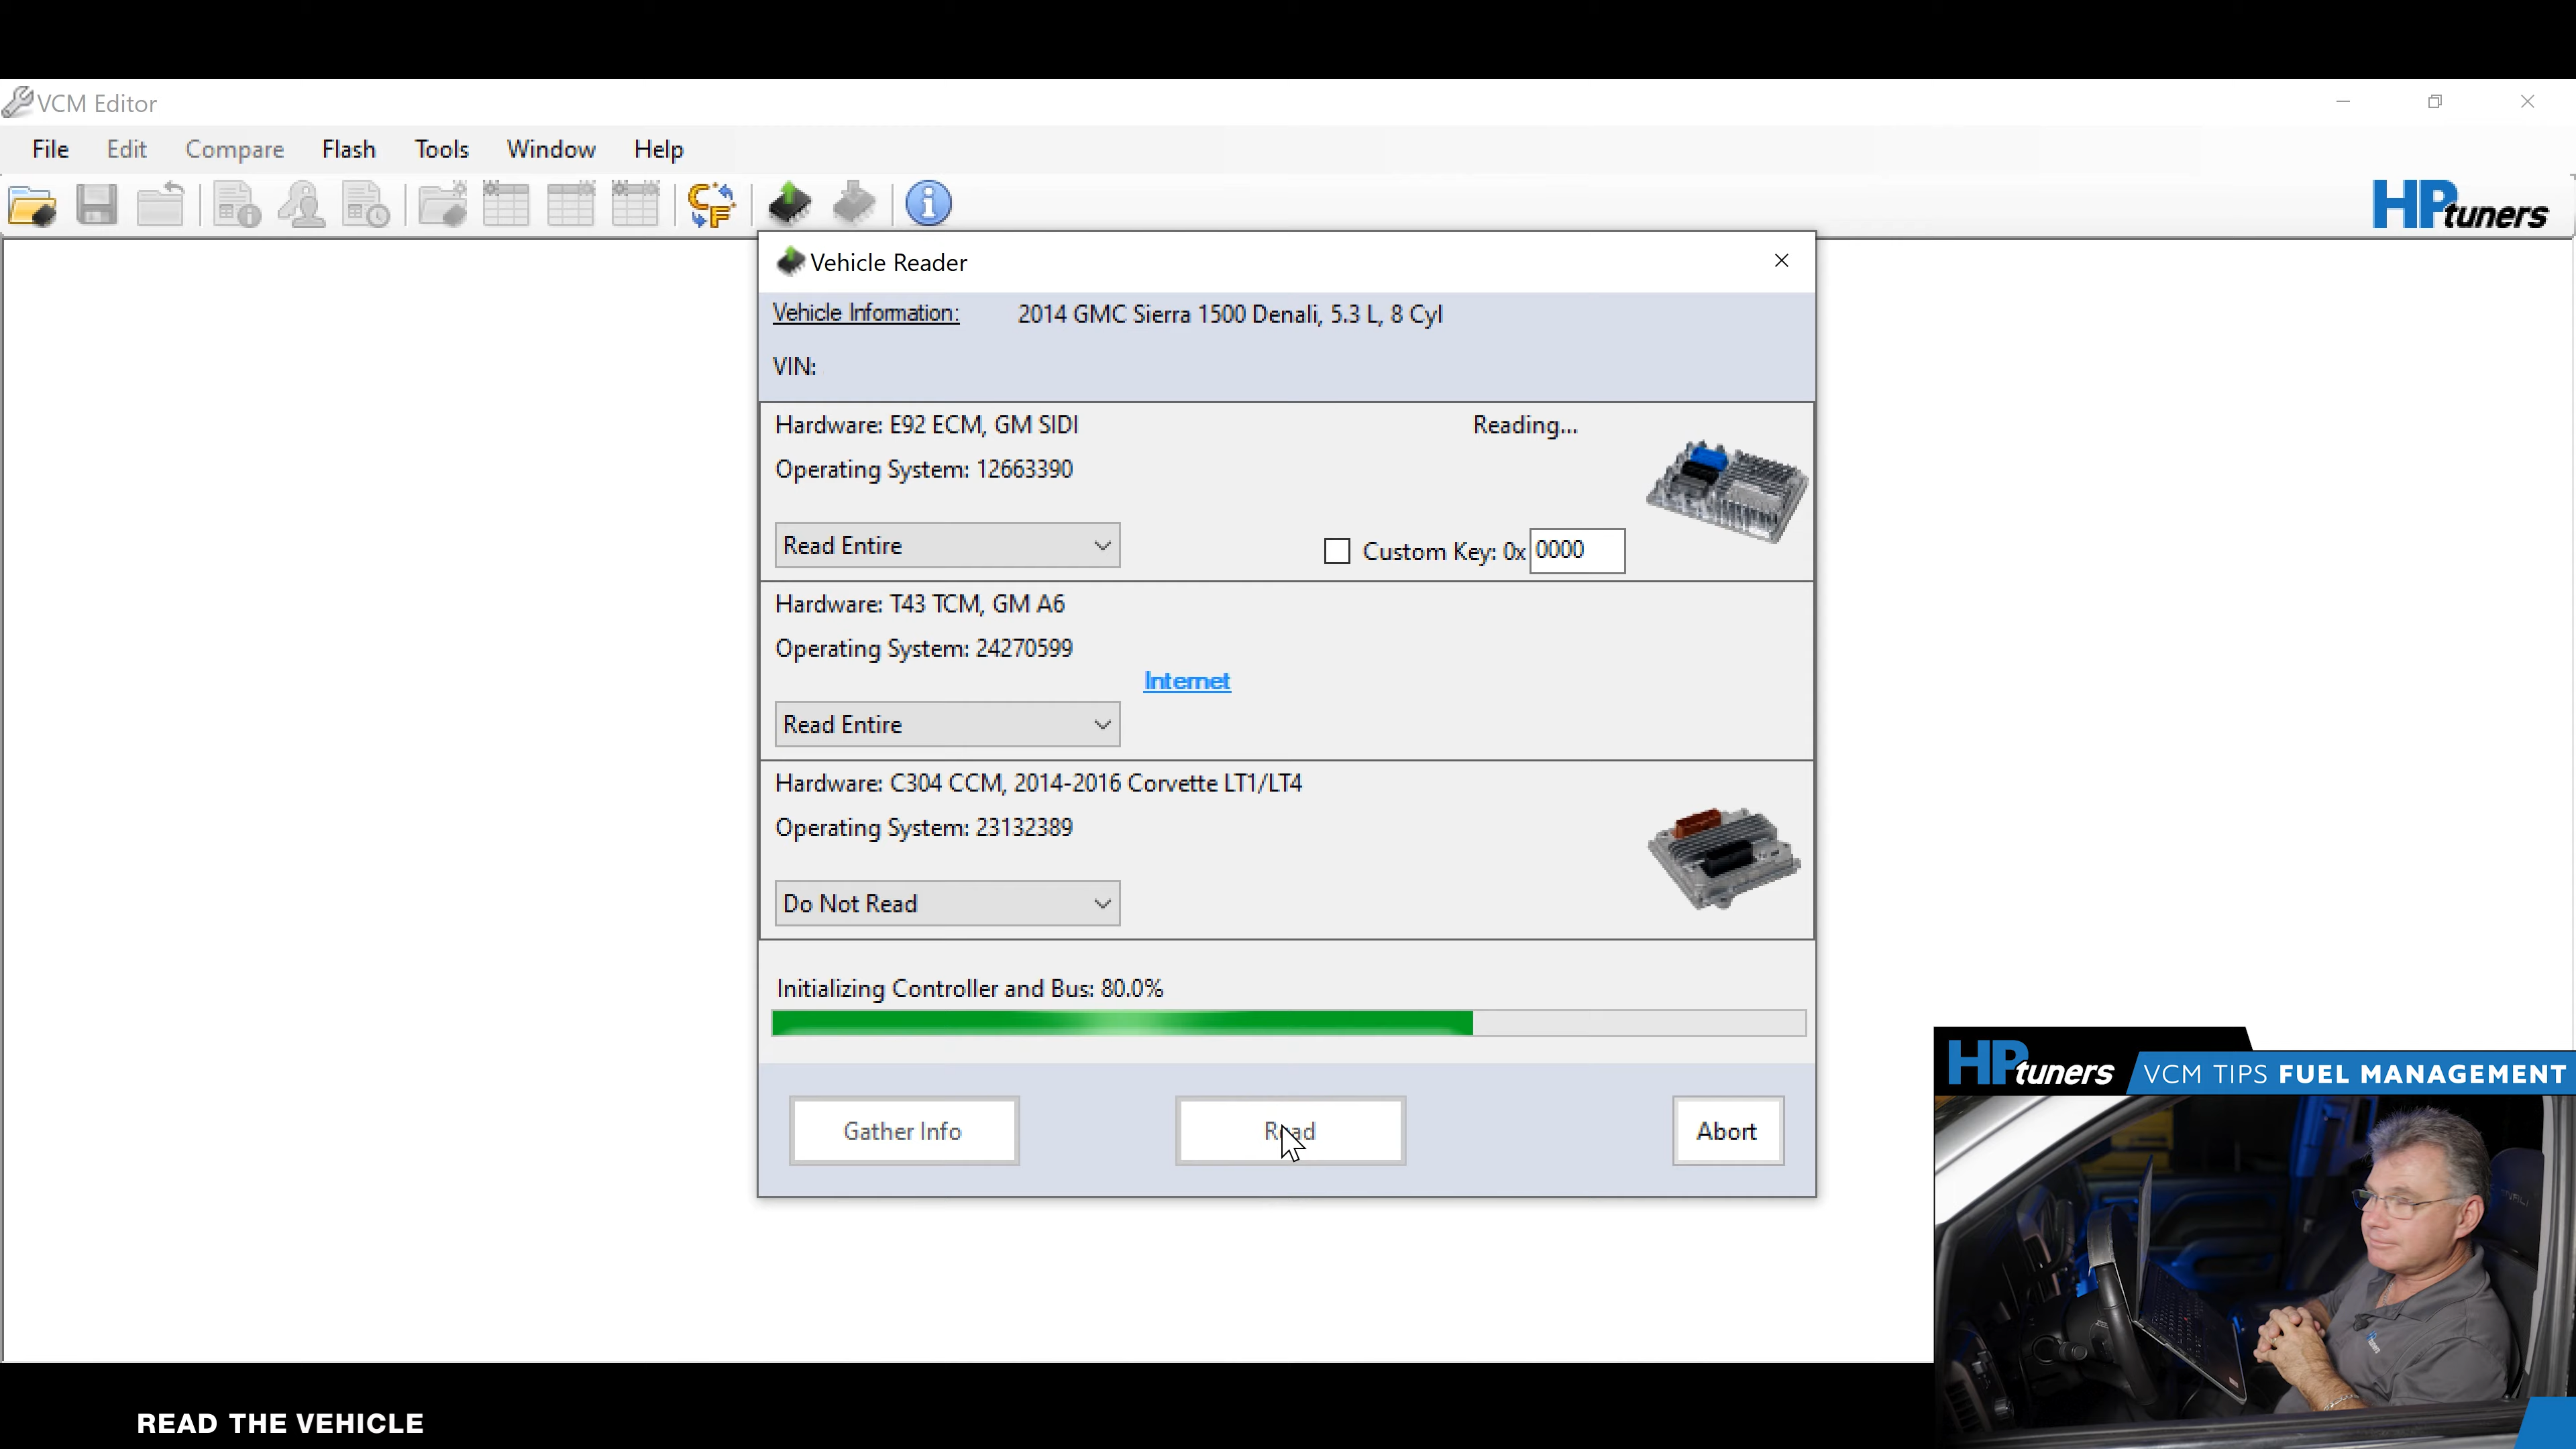 VCM Editor
File Edit Compare Flash Tools Window Help
HP tuners
Vehicle Reader
Vehicle Information: 2014 GMC Sierra 1500 Denali, 5.3 L, 8 Cyl
VIN:
Hardware: E92 ECM, GM SIDI Reading...
Operating System: 12663390
Read Entire Custom Key: 0x 0000
Hardware: T43 TCM, GM A6
Operating System: 24270599
Internet
Read Entire
Hardware: C304 CCM, 2014-2016 Corvette LT1/LT4
Operating System: 23132389
Do Not Read
Initializing Controller and Bus: 80.0%
Gather Info Read Abort
HP tuners VCM TIPS FUEL MANAGEMENT
READ THE VEHICLE